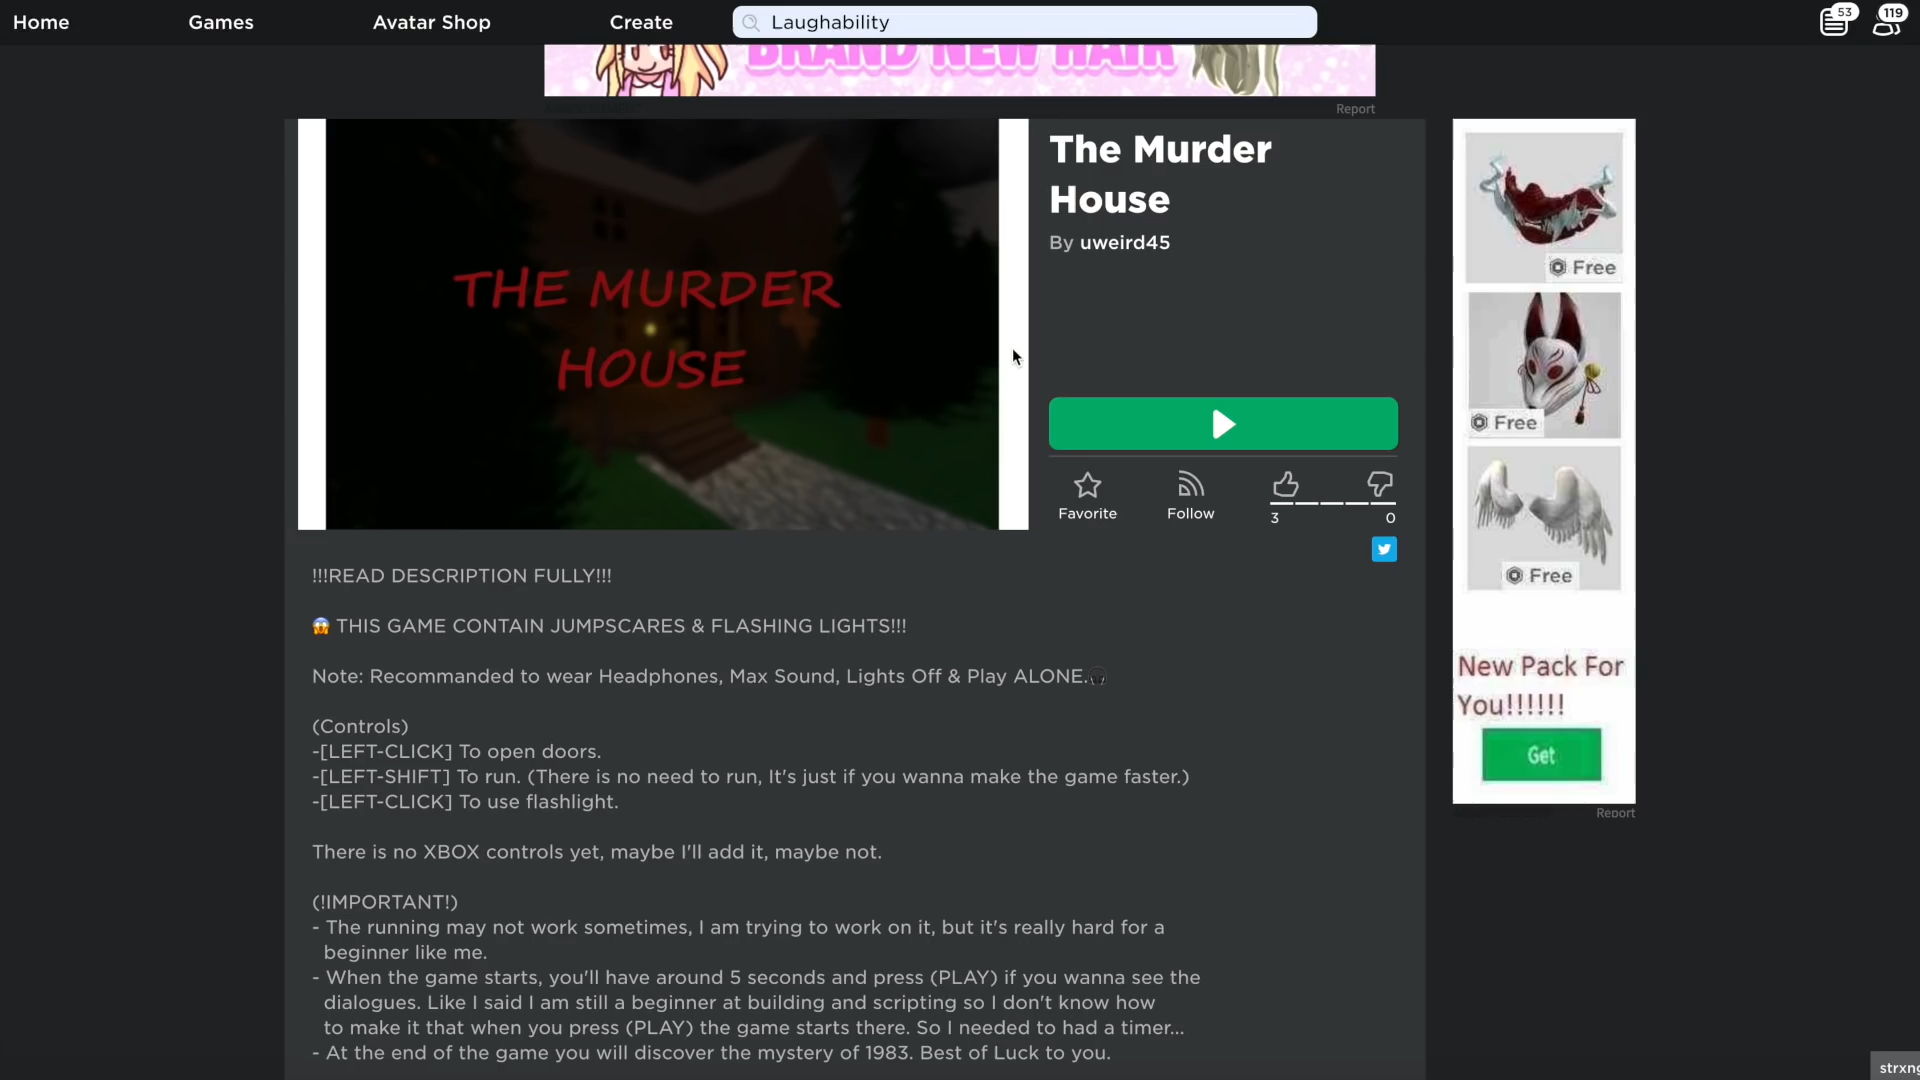 Home Games Avatar Shop Create Laughability 53 119
BRAND NEW HAIR
Report
THE MURDER
HOUSE
The Murder
House
By uweird45
Favorite Follow 3 0
Free
Free
Free
New Pack For
You!!!!!!
Get
Report
!!!READ DESCRIPTION FULLY!!!
😱 THIS GAME CONTAIN JUMPSCARES & FLASHING LIGHTS!!!
Note: Recommanded to wear Headphones, Max Sound, Lights Off & Play ALONE.🎧
(Controls)
-[LEFT-CLICK] To open doors.
-[LEFT-SHIFT] To run. (There is no need to run, It's just if you wanna make the game faster.)
-[LEFT-CLICK] To use flashlight.
There is no XBOX controls yet, maybe I'll add it, maybe not.
(!IMPORTANT!)
- The running may not work sometimes, I am trying to work on it, but it's really hard for a
beginner like me.
- When the game starts, you'll have around 5 seconds and press (PLAY) if you wanna see the
dialogues. Like I said I am still a beginner at building and scripting so I don't know how
to make it that when you press (PLAY) the game starts there. So I needed to had a timer...
- At the end of the game you will discover the mystery of 1983. Best of Luck to you.